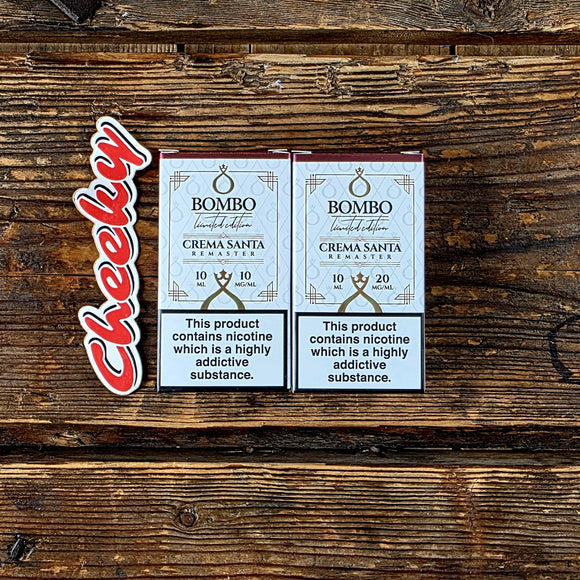 Cheeky
BOMBO
limited edition
CREMA SANTA
REMASTER
10 ML 10 MG/ML
This product
contains nicotine
which is a highly
addictive
substance.
BOMBO
limited edition
CREMA SANTA
REMASTER
10 ML 20 MG/ML
This product
contains nicotine
which is a highly
addictive
substance.